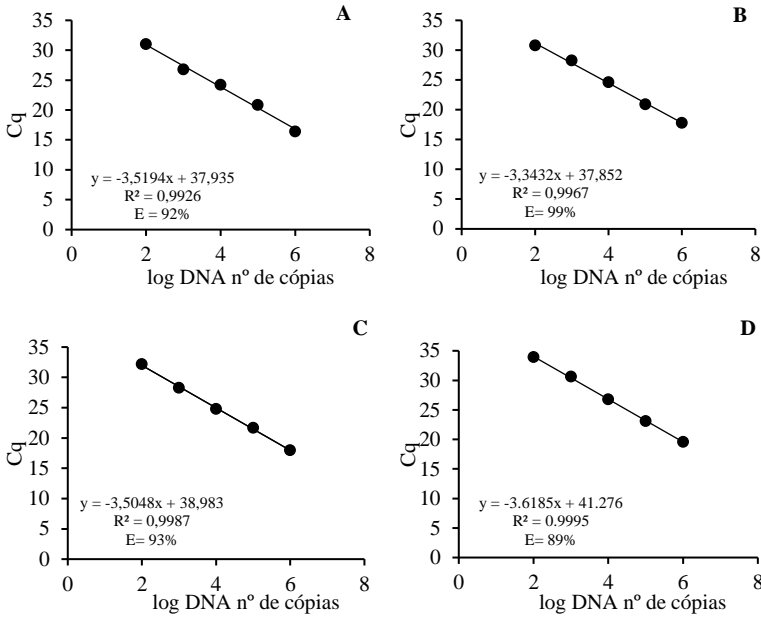 A
35
30
25
20
15
10
5
0
Cq
y = -3,5194x + 37,935
R² = 0,9926
E = 92%
0 2 4 6 8
log DNA nº de cópias
B
35
30
25
20
15
10
5
0
Cq
y = -3,3432x + 37,852
R² = 0,9967
E= 99%
0 2 4 6 8
log DNA nº de cópias
C
35
30
25
20
15
10
5
0
Cq
y = -3,5048x + 38,983
R² = 0,9987
E= 93%
0 2 4 6 8
log DNA nº de cópias
D
35
30
25
20
15
10
5
0
Cq
y = -3.6185x + 41.276
R² = 0.9995
E= 89%
0 2 4 6 8
log DNA nº de cópias